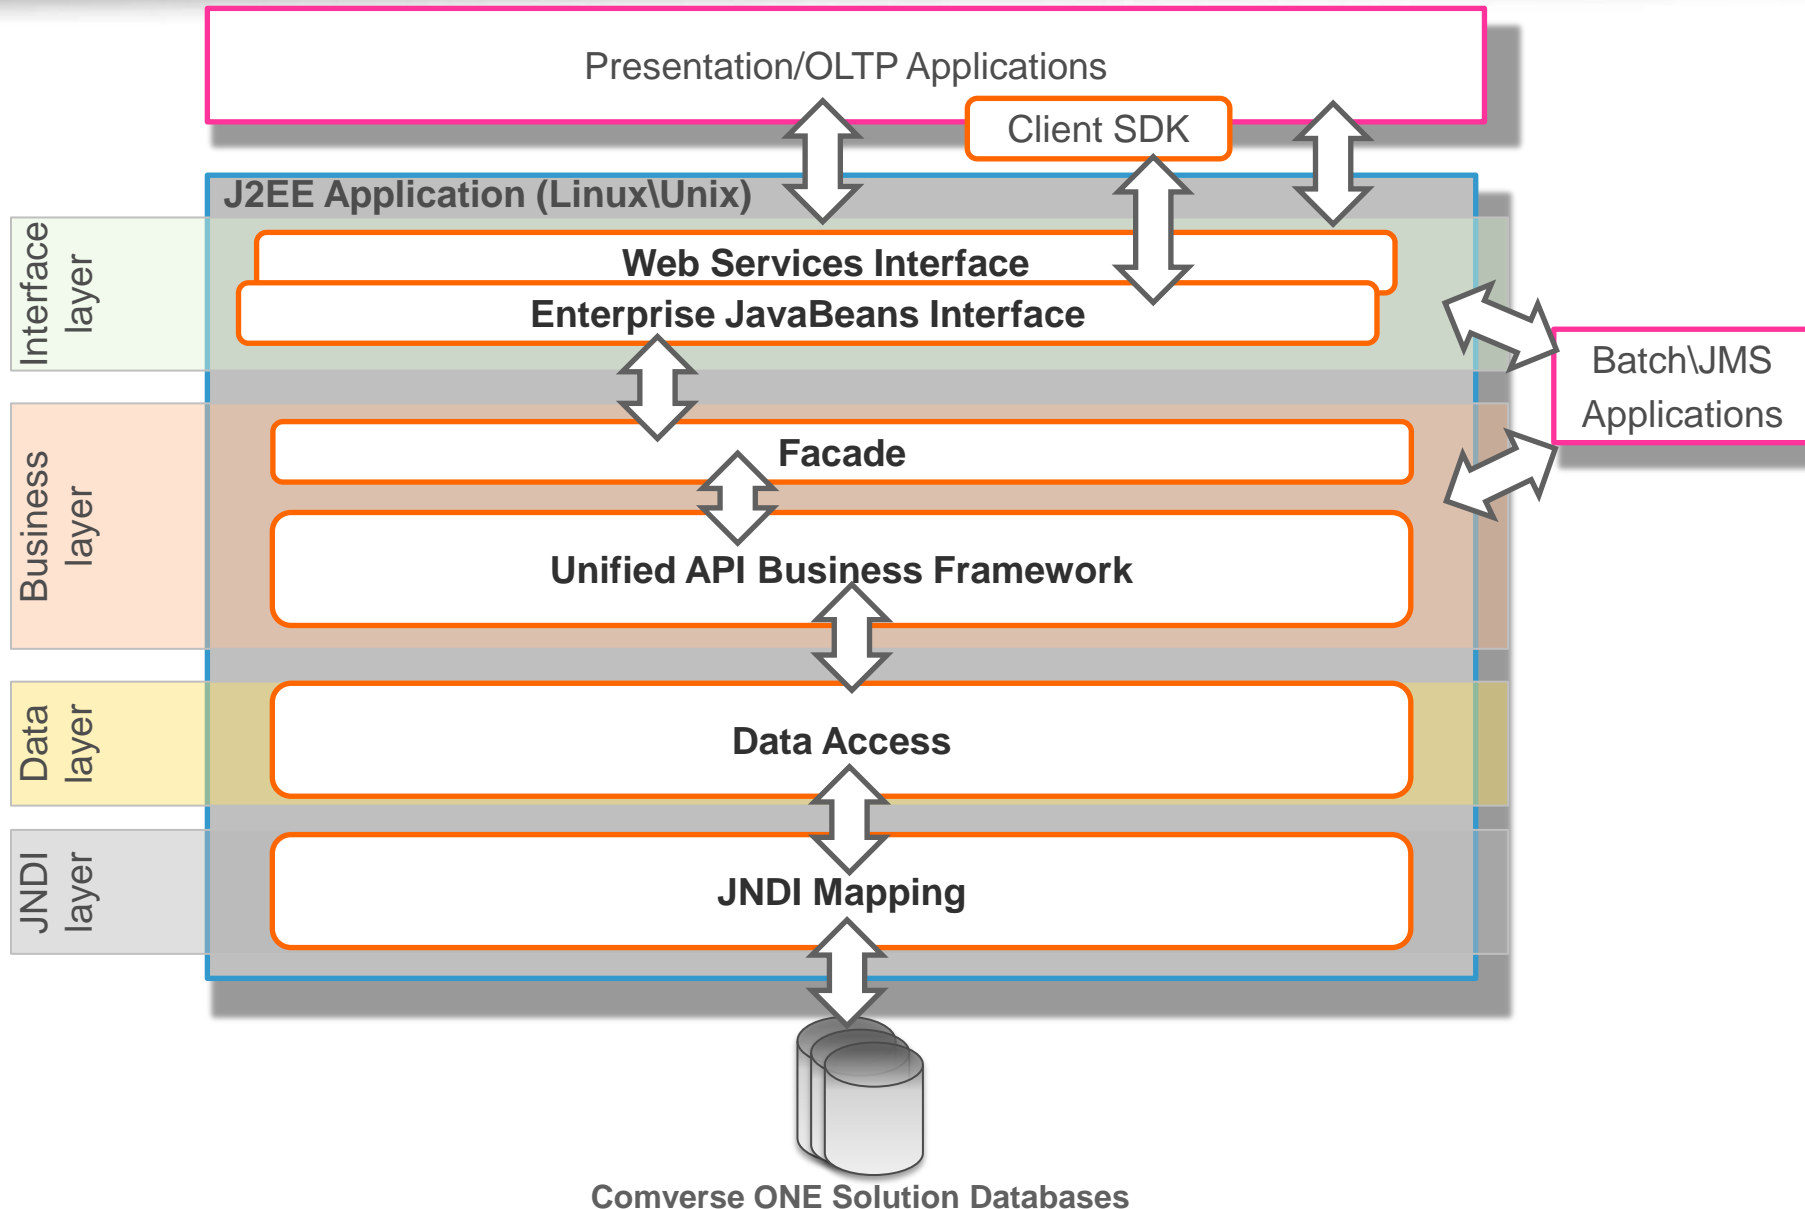 Presentation/OLTP Applications
Client SDK
J2EE Application (Linux\Unix)
Interface
layer
Web Services Interface
Enterprise JavaBeans Interface
Batch\JMS
Applications
Business
layer
Facade
Unified API Business Framework
Data
layer
Data Access
JNDI
layer
JNDI Mapping
Comverse ONE Solution Databases